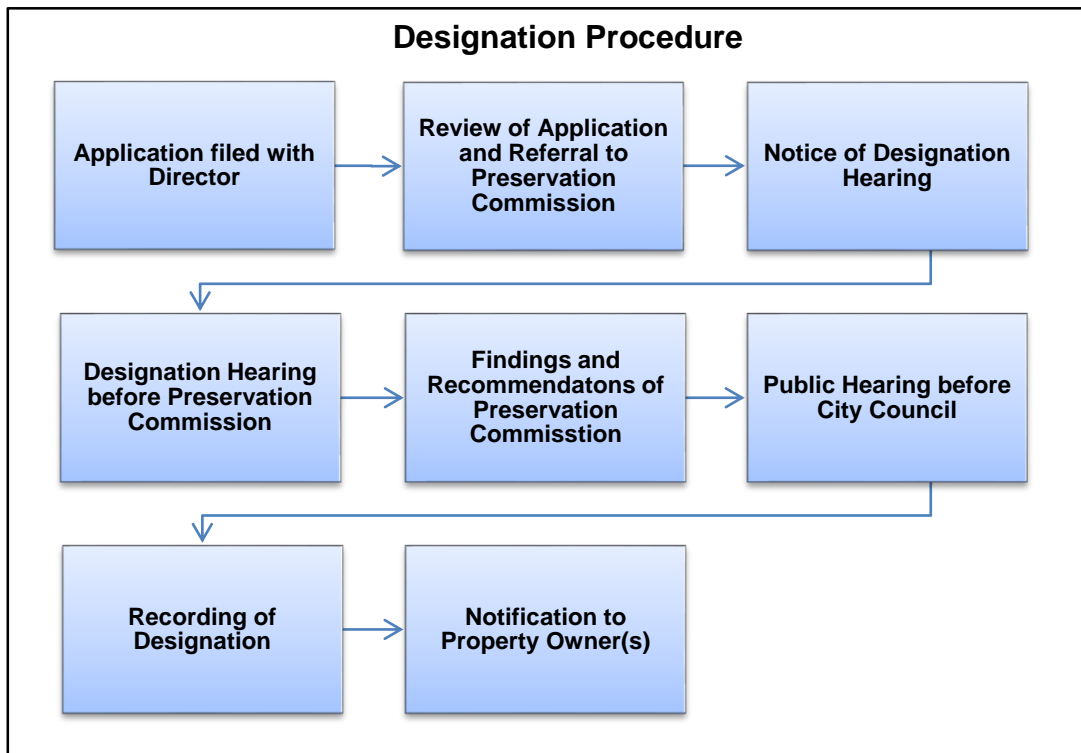 Designation Procedure
Application filed with
Director
Review of Application
and Referral to
Preservation
Commission
Notice of Designation
Hearing
Designation Hearing
before Preservation
Commission
Findings and
Recommendatons of
Preservation
Commisstion
Public Hearing before
City Council
Recording of
Designation
Notification to
Property Owner(s)